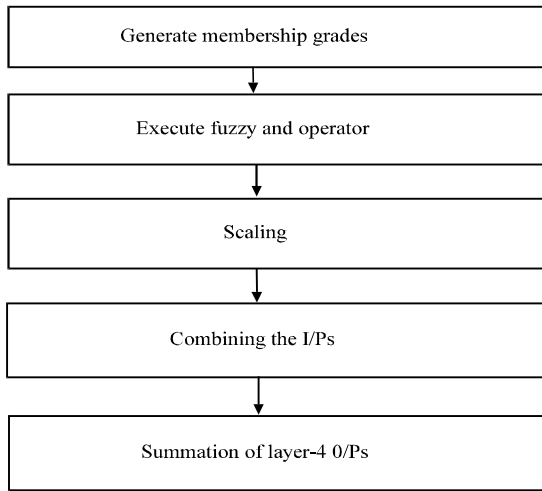 Generate membership grades
Execute fuzzy and operator
Scaling
Combining the I/Ps
Summation of layer-4 0/Ps